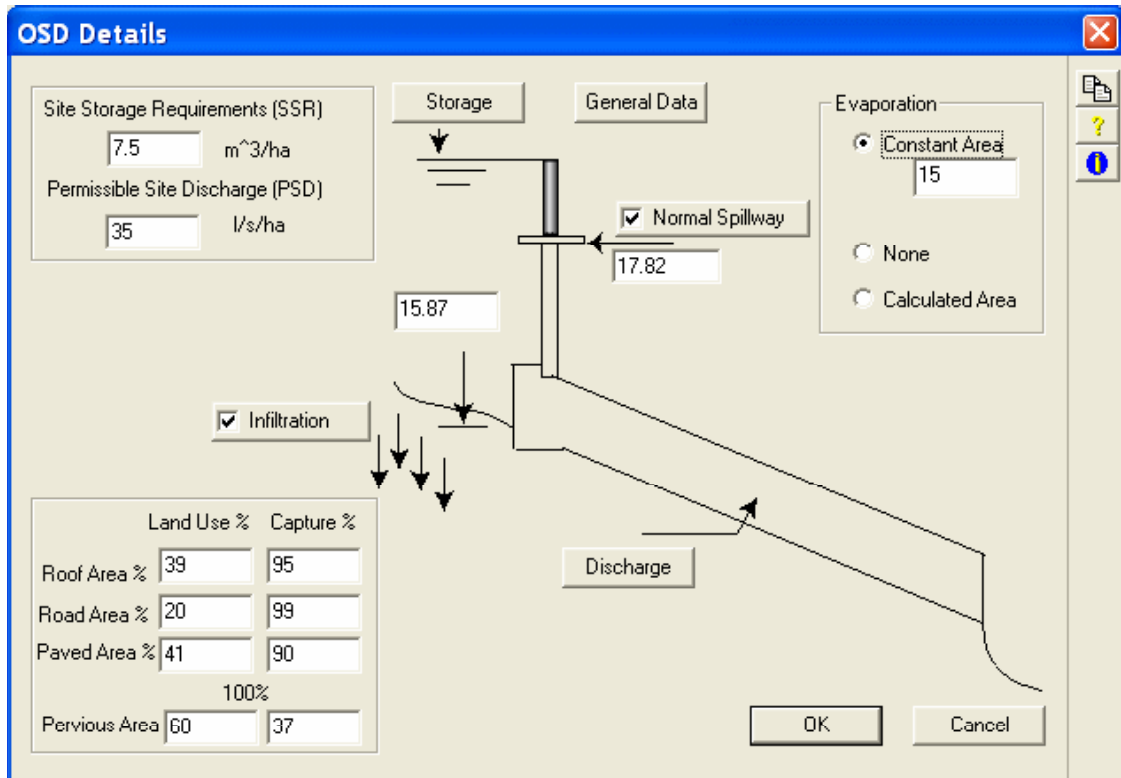 OSD Details
Site Storage Requirements (SSR)
7.5 m^3/ha
Permissible Site Discharge (PSD)
35 l/s/ha
Storage
General Data
Evaporation
Constant Area
15
None
Calculated Area
Normal Spillway
17.82
15.87
Infiltration
Land Use % Capture %
Roof Area % 39 95
Road Area % 20 99
Paved Area % 41 90
100%
Pervious Area 60 37
Discharge
OK
Cancel
?
i